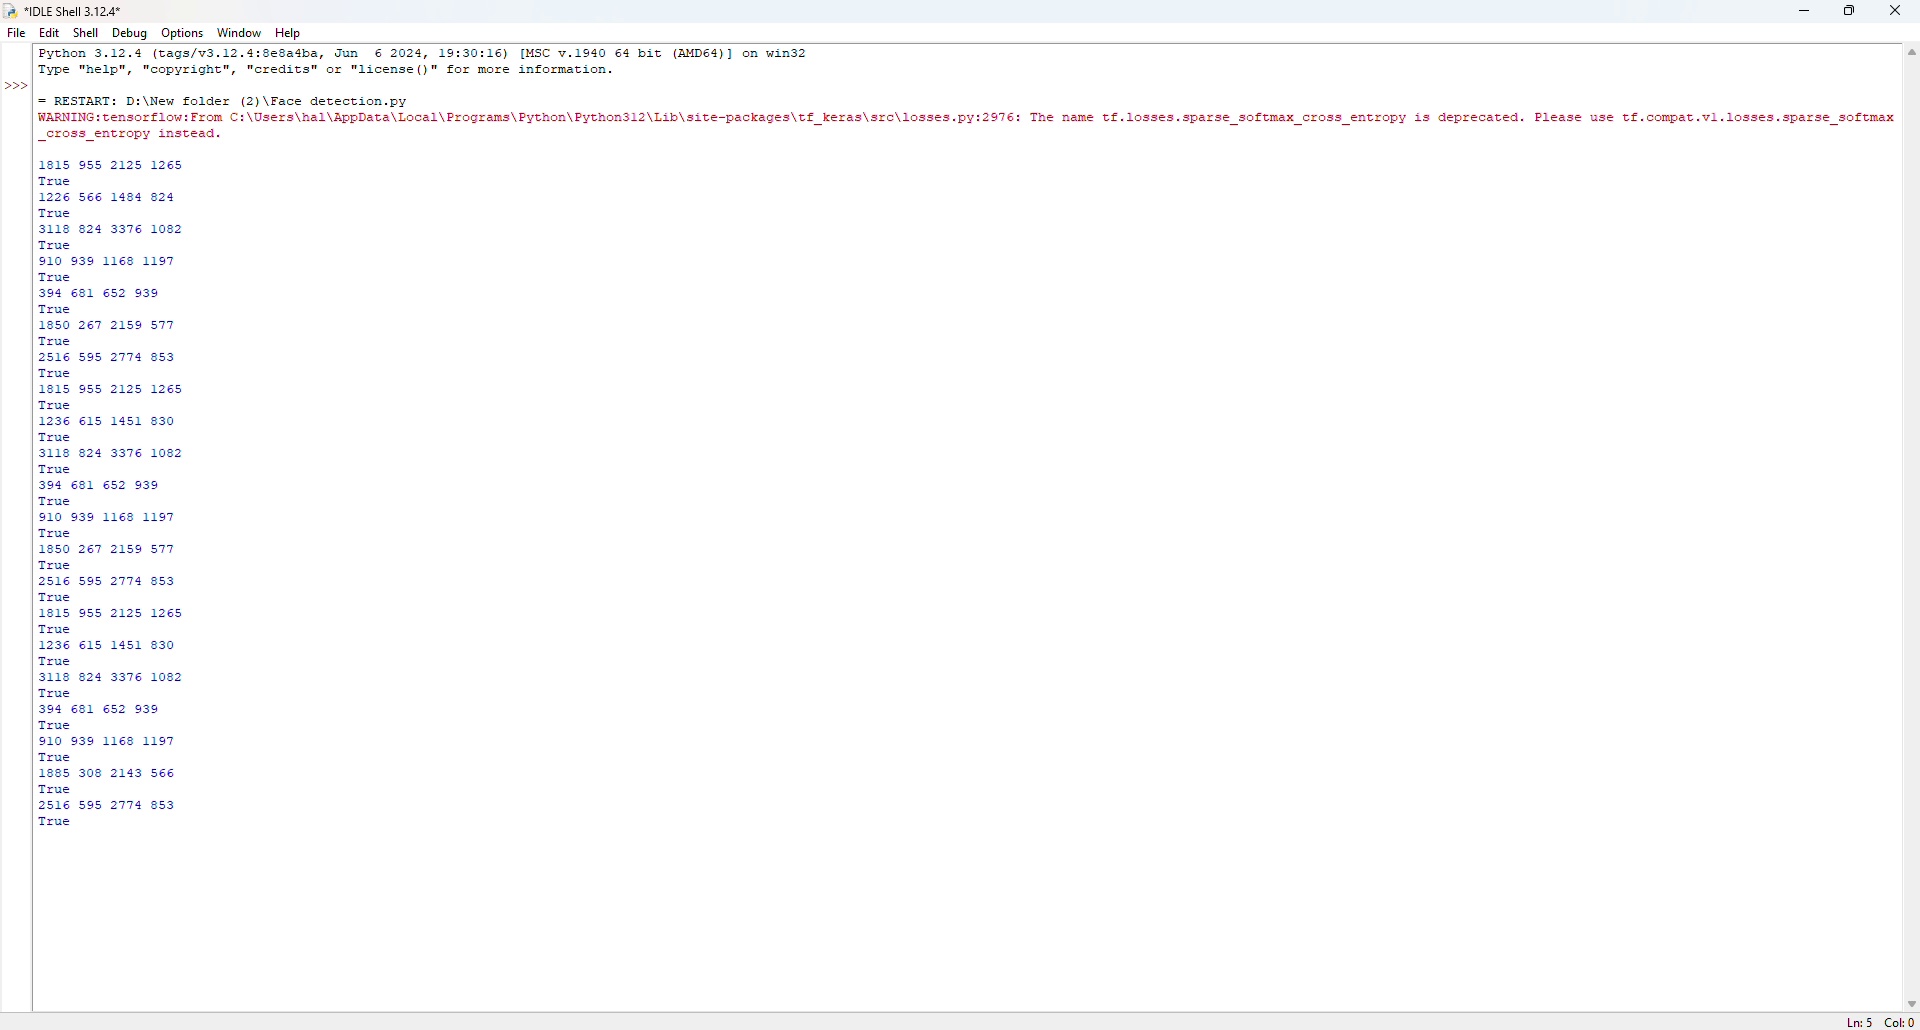 *IDLE Shell 3.12.4*
File Edit Shell Debug Options Window Help
Python 3.12.4 (tags/v3.12.4:8e8a4ba, Jun  6 2024, 19:30:16) [MSC v.1940 64 bit (AMD64)] on win32
Type "help", "copyright", "credits" or "license()" for more information.
>>>
= RESTART: D:\New folder (2)\Face detection.py
WARNING:tensorflow:From C:\Users\hal\AppData\Local\Programs\Python\Python312\Lib\site-packages\tf_keras\src\losses.py:2976: The name tf.losses.sparse_softmax_cross_entropy is deprecated. Please use tf.compat.v1.losses.sparse_softmax
_cross_entropy instead.
1815 955 2125 1265
True
1226 566 1484 824
True
3118 824 3376 1082
True
910 939 1168 1197
True
394 681 652 939
True
1850 267 2159 577
True
2516 595 2774 853
True
1815 955 2125 1265
True
1236 615 1451 830
True
3118 824 3376 1082
True
394 681 652 939
True
910 939 1168 1197
True
1850 267 2159 577
True
2516 595 2774 853
True
1815 955 2125 1265
True
1236 615 1451 830
True
3118 824 3376 1082
True
394 681 652 939
True
910 939 1168 1197
True
1885 308 2143 566
True
2516 595 2774 853
True
Ln: 5 Col: 0